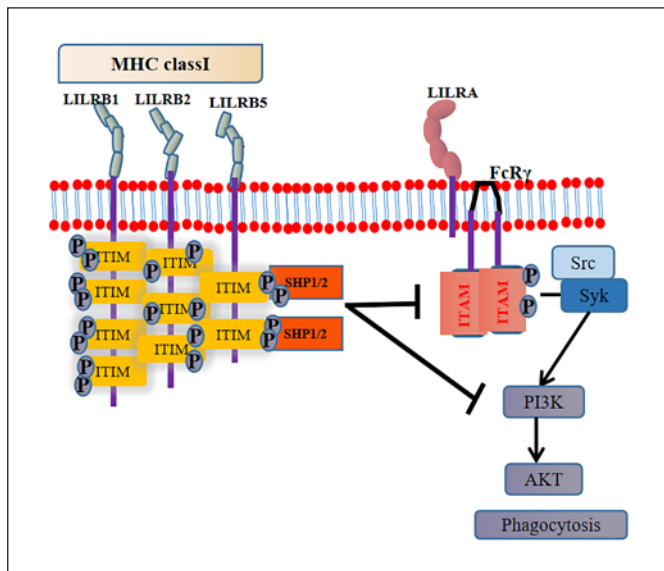 MHC classI
LILRB1
LILRB2
LILRB5
LILRA
FcRγ
P
P
ITIM
P
P
ITIM
P
P
ITIM
P
P
ITIM
P
ITIM
P
P
ITIM
P
P
ITIM
P
ITIM
P
P
SHP1/2
ITIM
P
P
SHP1/2
ITAM
ITAM
P
P
Src
Syk
PI3K
AKT
Phagocytosis